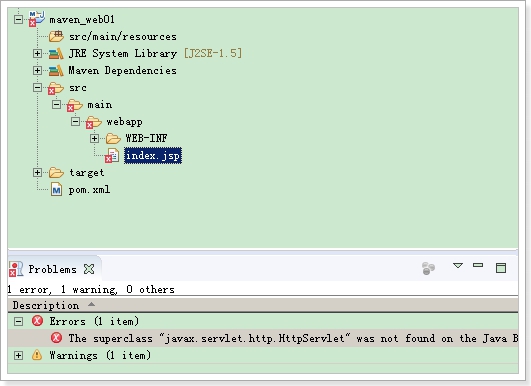 maven_web01
src/main/resources
JRE System Library [J2SE-1.5]
Maven Dependencies
src
main
webapp
WEB-INF
index.jsp
target
pom.xml
Problems
1 error, 1 warning, 0 others
Description
Errors (1 item)
The superclass "javax.servlet.http.HttpServlet" was not found on the Java B
Warnings (1 item)